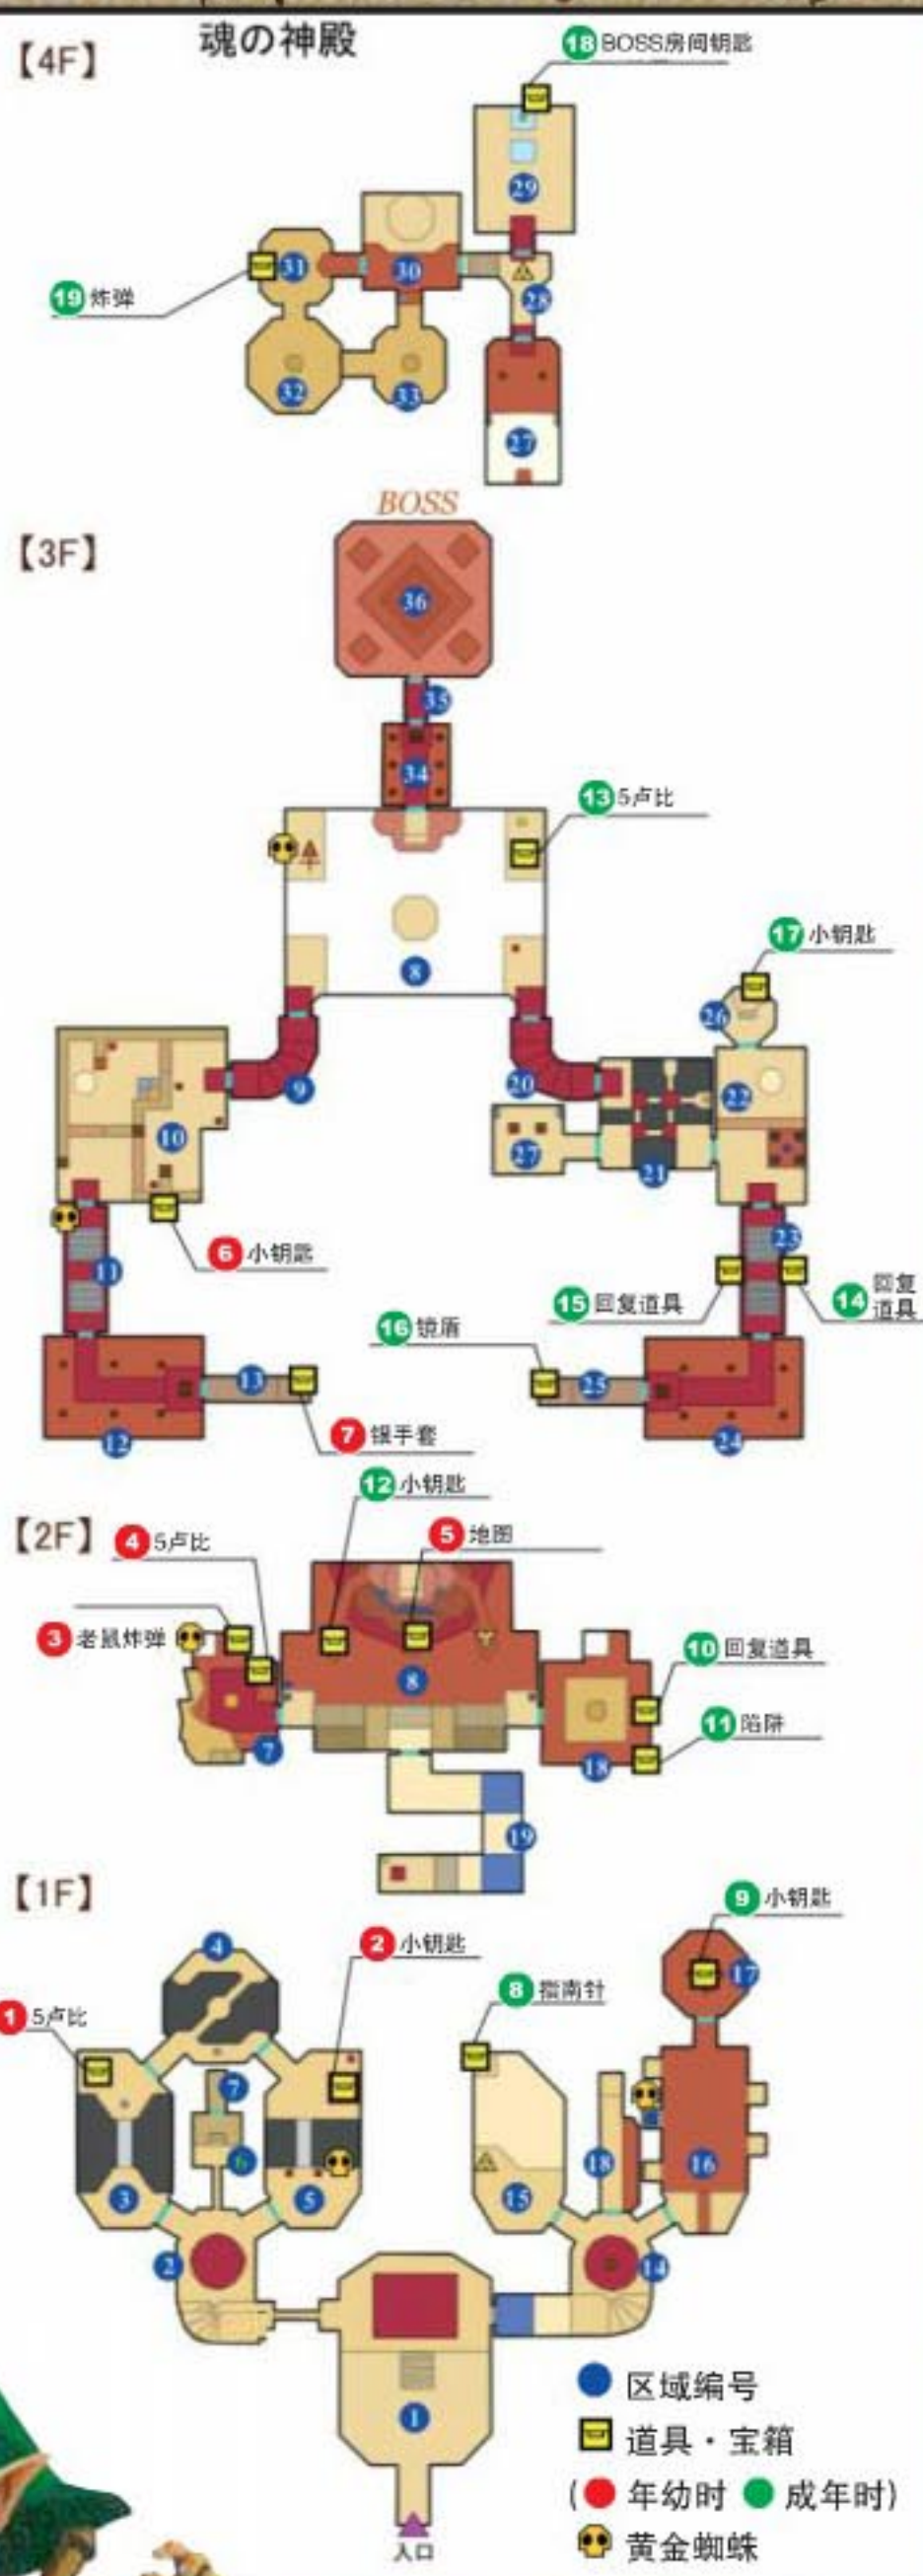 魂の神殿
【4F】
18 BOSS房间钥匙
29
31
30
28
19 炸弹
32
33
27
BOSS
【3F】
36
35
34
13 5卢比
8
17 小钥匙
26
9
20
22
10
27
21
23
6 小钥匙
11
15 回复道具
14 回复
道具
16 镜盾
13
25
7 银手套
12
24
12 小钥匙
【2F】
4 5卢比
5 地图
3 老鼠炸弹
10 回复道具
8
11 陷阱
7
18
19
【1F】
9 小钥匙
4
2 小钥匙
17
8 指南针
1 5卢比
7
6
18
16
3
5
15
2
14
1
区域编号
道具·宝箱
(年幼时 成年时)
黄金蜘蛛
入口